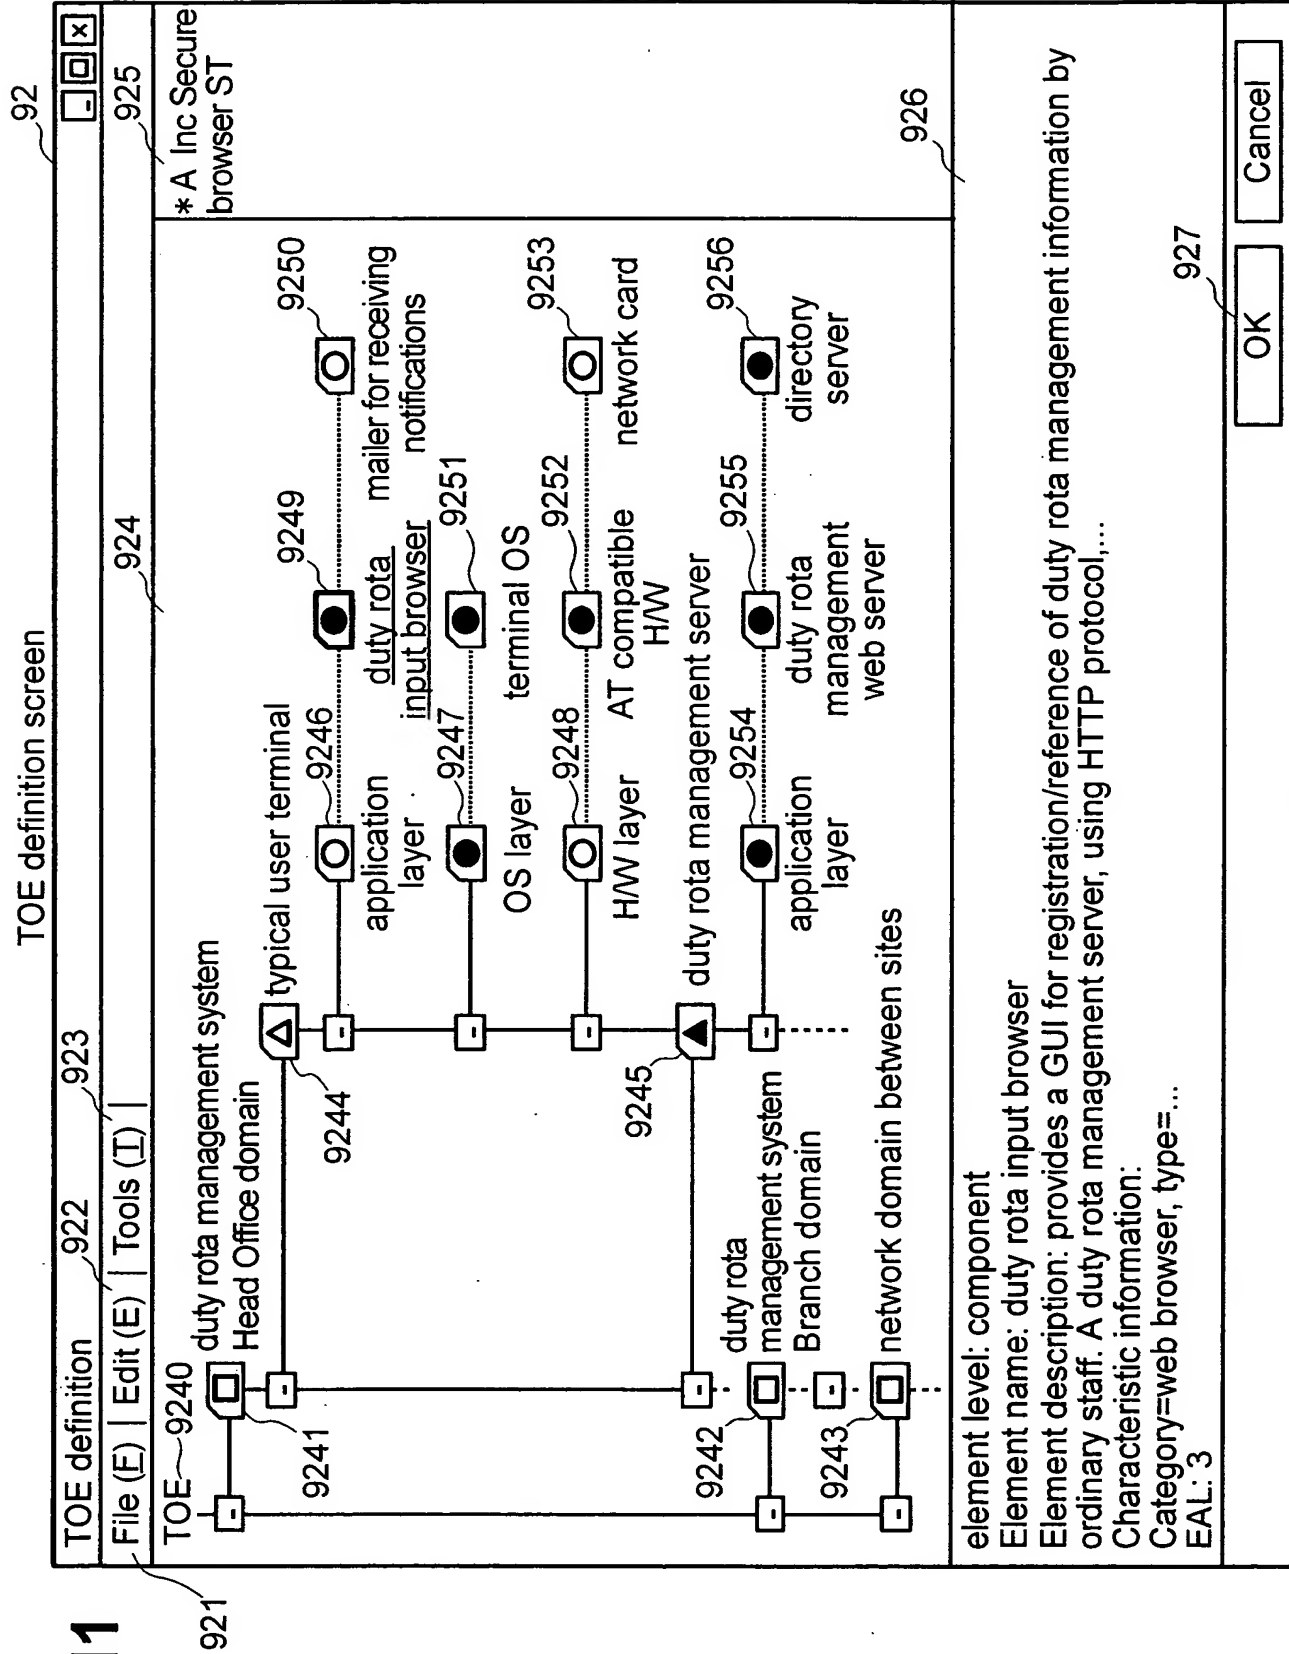 11
TOE definition screen
92
TOE definition
921
922
923
File (F) | Edit (E) | Tools (T) |
924
925
TOE
9240
duty rota management system
Head Office domain
9241
typical user terminal
9244
9246
application
layer
9249
duty rota
input browser
9250
mailer for receiving
notifications
9247
OS layer
9251
terminal OS
9248
H/W layer
9252
AT compatible
H/W
9253
network card
9245
duty rota management server
9254
application
layer
9255
duty rota
management
web server
9256
directory
server
duty rota
management system
Branch domain
9242
9243
network domain between sites
* A Inc Secure
browser ST
926
element level: component
Element name: duty rota input browser
Element description: provides a GUI for registration/reference of duty rota management information by
ordinary staff. A duty rota management server, using HTTP protocol,...
Characteristic information:
Category=web browser, type=...
EAL: 3
927
OK
Cancel